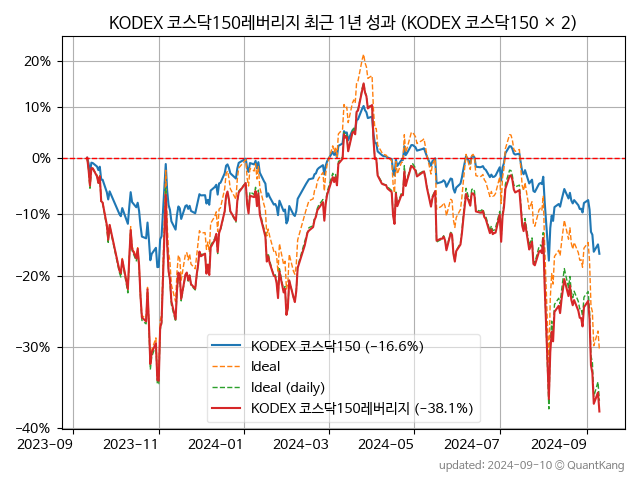 KODEX 코스닥150레버리지 최근 1년 성과 (KODEX 코스닥150 × 2)
20%
10%
0%
−10%
−20%
−30%
−40%
KODEX 코스닥150 (−16.6%)
Ideal
Ideal (daily)
KODEX 코스닥150레버리지 (−38.1%)
2023-09 2023-11 2024-01 2024-03 2024-05 2024-07 2024-09
updated: 2024-09-10 © QuantKang